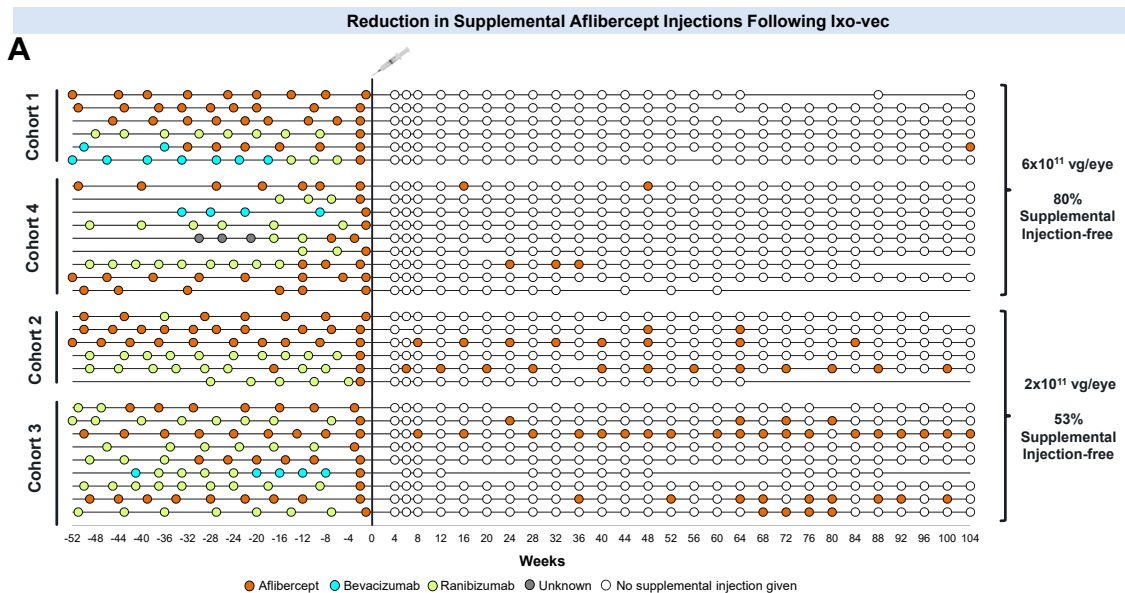 Reduction in Supplemental Aflibercept Injections Following Ixo-vec
A
Cohort 1
Cohort 4
Cohort 2
Cohort 3
6x10¹¹ vg/eye
80%
Supplemental
Injection-free
2x10¹¹ vg/eye
53%
Supplemental
Injection-free
-52 -48 -44 -40 -36 -32 -28 -24 -20 -16 -12 -8 -4 0 4 8 12 16 20 24 28 32 36 40 44 48 52 56 60 64 68 72 76 80 84 88 92 96 100 104
Weeks
Aflibercept Bevacizumab Ranibizumab Unknown No supplemental injection given